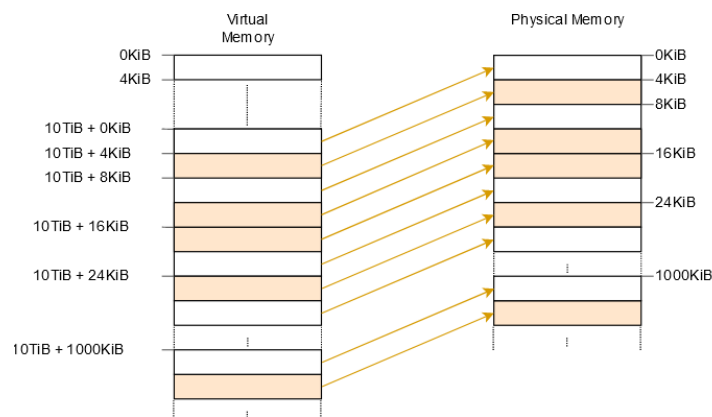 Virtual
Memory
Physical Memory
0KiB
4KiB
10TiB + 0KiB
10TiB + 4KiB
10TiB + 8KiB
10TiB + 16KiB
10TiB + 24KiB
10TiB + 1000KiB
0KiB
4KiB
8KiB
16KiB
24KiB
1000KiB